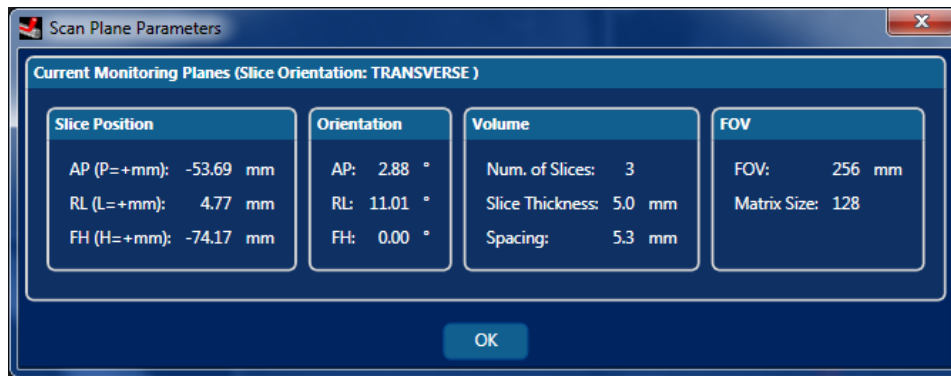 Scan Plane Parameters
Current Monitoring Planes (Slice Orientation: TRANSVERSE )
Slice Position
AP (P=+mm): -53.69 mm
RL (L=+mm): 4.77 mm
FH (H=+mm): -74.17 mm
Orientation
AP: 2.88 °
RL: 11.01 °
FH: 0.00 °
Volume
Num. of Slices: 3
Slice Thickness: 5.0 mm
Spacing: 5.3 mm
FOV
FOV: 256 mm
Matrix Size: 128
OK